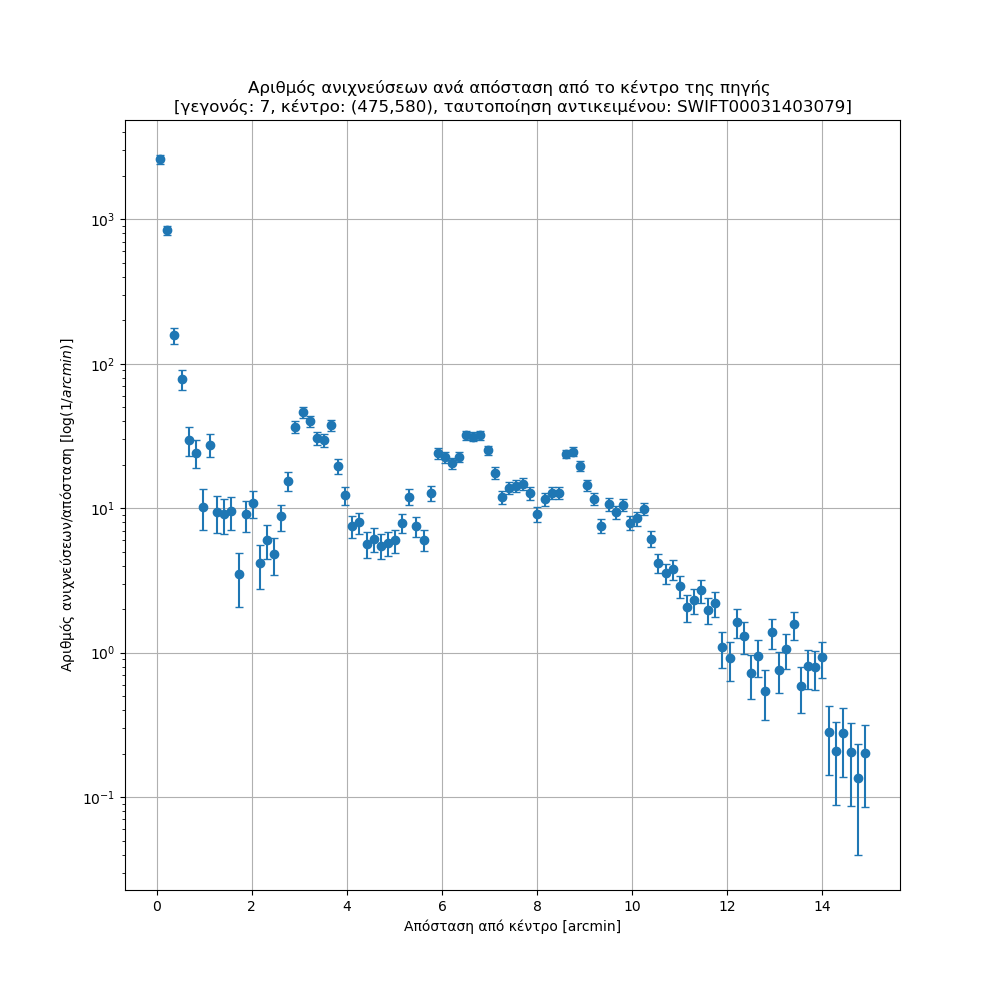 Αριθμός ανιχνεύσεων ανά απόσταση από το κέντρο της πηγής
[γεγονός: 7, κέντρο: (475,580), ταυτοποίηση αντικειμένου: SWIFT00031403079]
Αριθμός ανιχνεύσεων/απόσταση [log(1/arcmin)]
10³
10²
10¹
10⁰
10⁻¹
0 2 4 6 8 10 12 14
Απόσταση από κέντρο [arcmin]